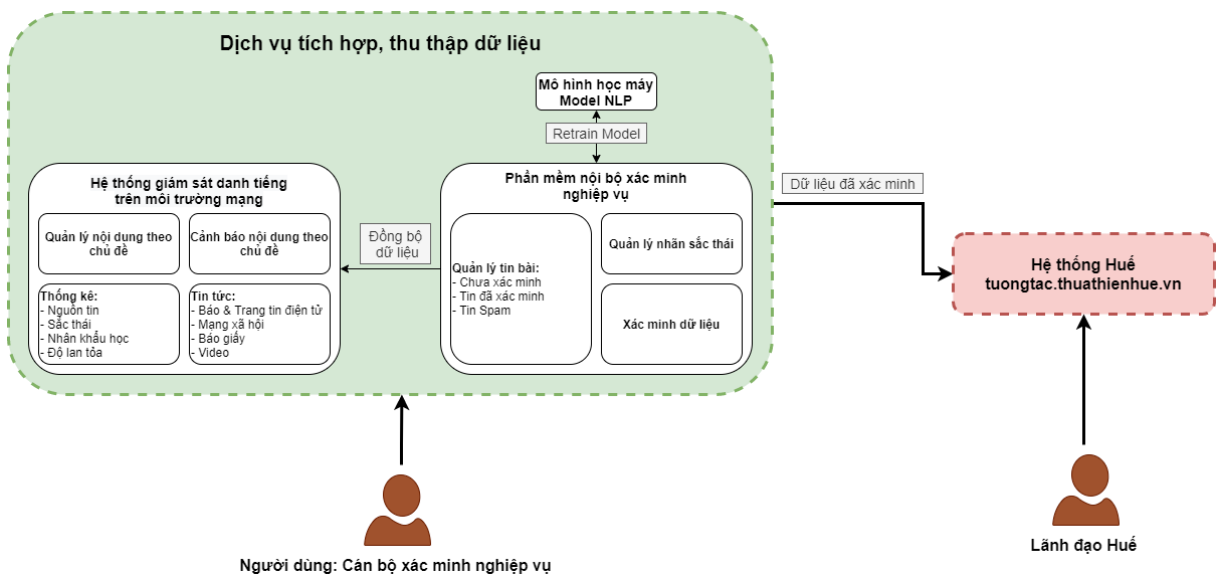 Dịch vụ tích hợp, thu thập dữ liệu
Mô hình học máy
Model NLP
Retrain Model
Hệ thống giám sát danh tiếng
trên môi trường mạng
Quản lý nội dung theo
chủ đề
Cảnh báo nội dung theo
chủ đề
Thống kê:
- Nguồn tin
- Sắc thái
- Nhân khẩu học
- Độ lan tỏa
Tin tức:
- Báo & Trang tin điện tử
- Mạng xã hội
- Báo giấy
- Video
Đồng bộ
dữ liệu
Phần mềm nội bộ xác minh
nghiệp vụ
Quản lý tin bài:
- Chưa xác minh
- Tin đã xác minh
- Tin Spam
Quản lý nhãn sắc thái
Xác minh dữ liệu
Dữ liệu đã xác minh
Hệ thống Huế
tuongtac.thuathienhue.vn
Người dùng: Cán bộ xác minh nghiệp vụ
Lãnh đạo Huế